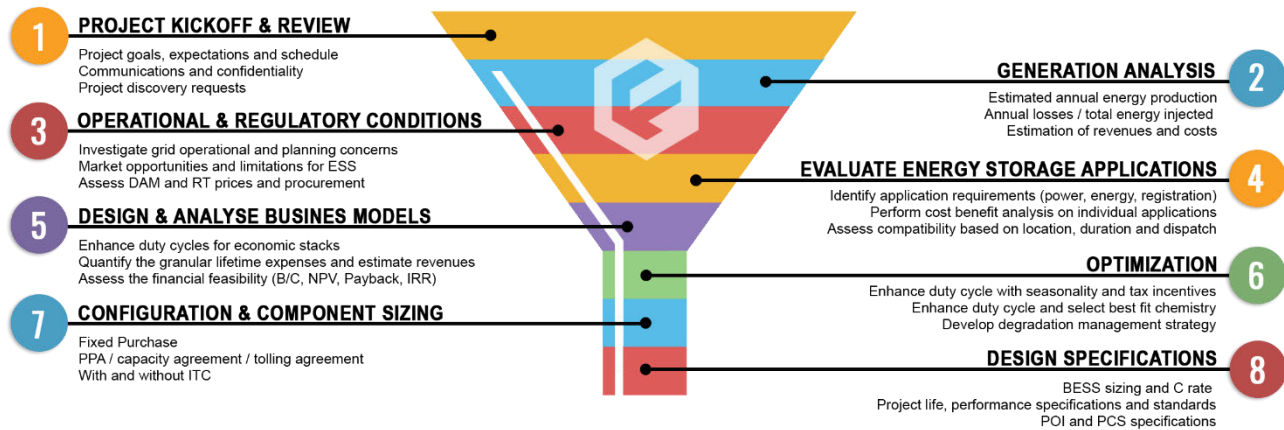 1
PROJECT KICKOFF & REVIEW
Project goals, expectations and schedule
Communications and confidentiality
Project discovery requests
2
GENERATION ANALYSIS
Estimated annual energy production
Annual losses / total energy injected
Estimation of revenues and costs
3
OPERATIONAL & REGULATORY CONDITIONS
Investigate grid operational and planning concerns
Market opportunities and limitations for ESS
Assess DAM and RT prices and procurement
4
EVALUATE ENERGY STORAGE APPLICATIONS
Identify application requirements (power, energy, registration)
Perform cost benefit analysis on individual applications
Assess compatibility based on location, duration and dispatch
5
DESIGN & ANALYSE BUSINES MODELS
Enhance duty cycles for economic stacks
Quantify the granular lifetime expenses and estimate revenues
Assess the financial feasibility (B/C, NPV, Payback, IRR)
6
OPTIMIZATION
Enhance duty cycle with seasonality and tax incentives
Enhance duty cycle and select best fit chemistry
Develop degradation management strategy
7
CONFIGURATION & COMPONENT SIZING
Fixed Purchase
PPA / capacity agreement / tolling agreement
With and without ITC
8
DESIGN SPECIFICATIONS
BESS sizing and C rate
Project life, performance specifications and standards
POI and PCS specifications